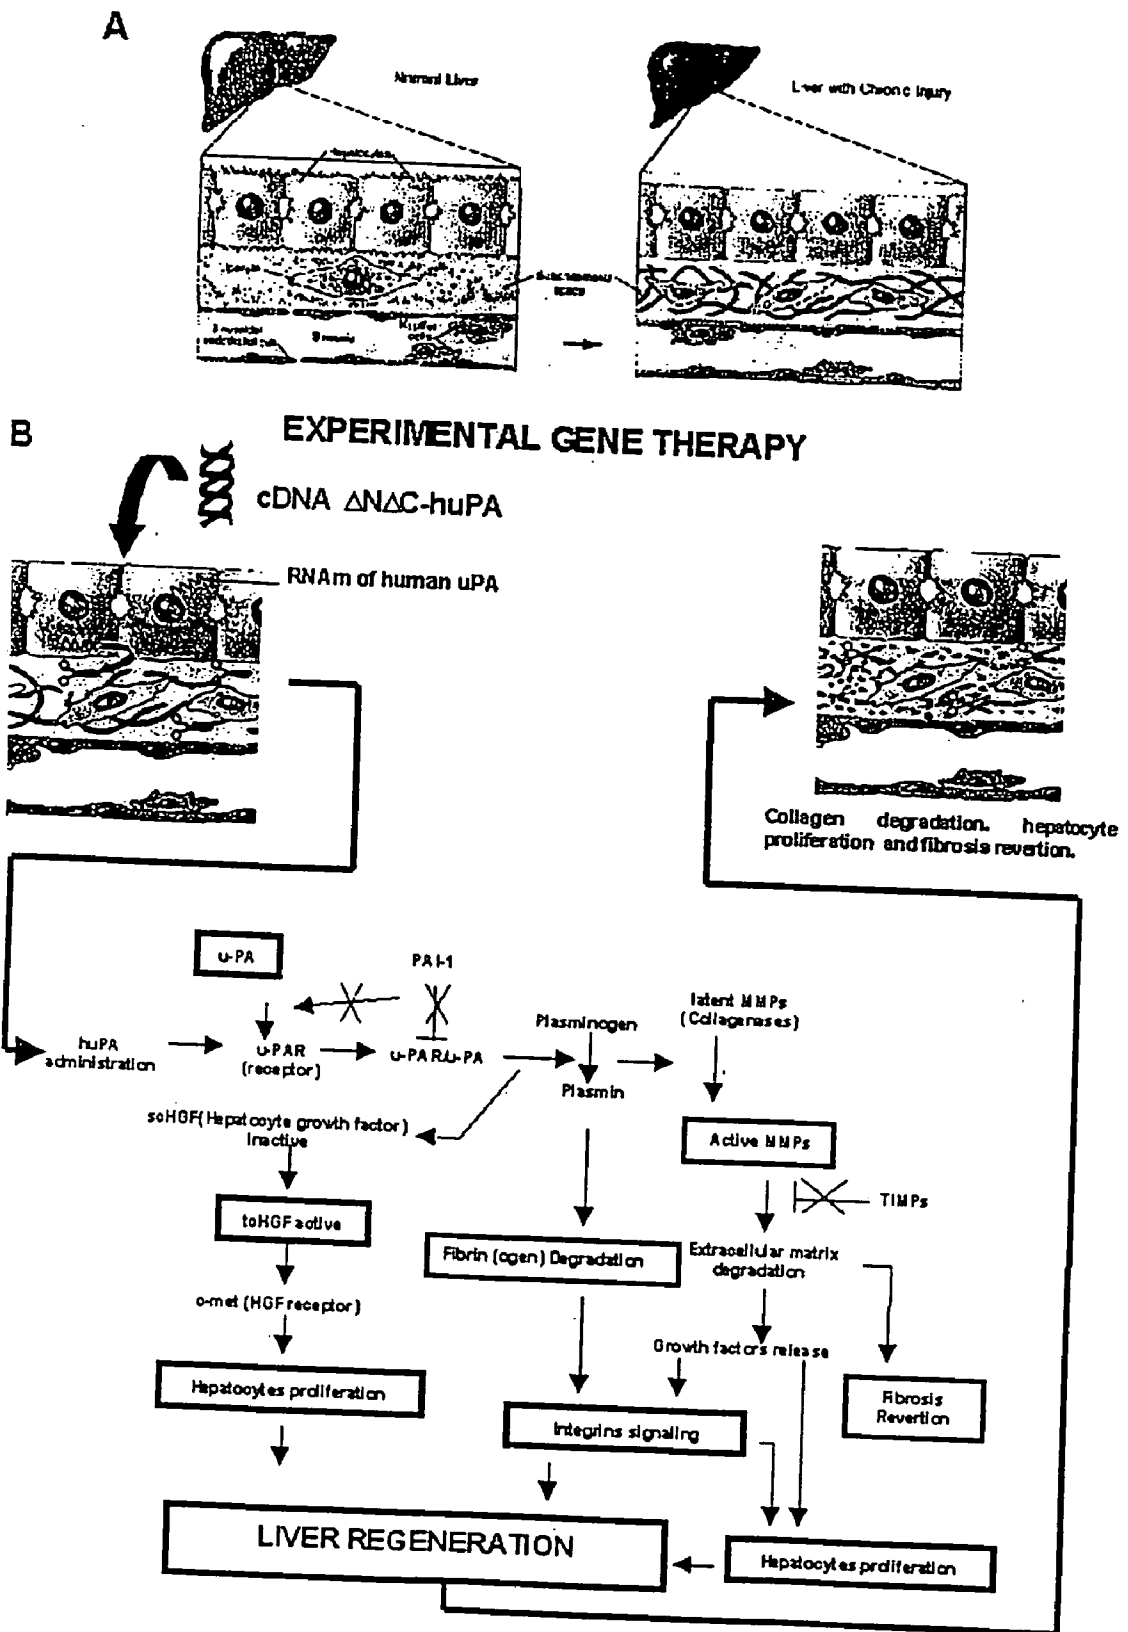 A
Normal Liver
Liver with Chronic Injury
Hepatocytes
space
B
EXPERIMENTAL GENE THERAPY
cDNA ΔNΔC-huPA
RNAm of human uPA
Collagen degradation. hepatocyte
proliferation and fibrosis revertion.
u-PA
PAI-1
latent MMPs
(Collagenases)
Plasminogen
huPA
administration
u-PAR
(receptor)
u-PAR/u-PA
Plasmin
scHGF(Hepatocyte growth factor)
Inactive
Active MMPs
TIMPs
tcHGF active
Fibrin (ogen) Degradation
Extracellular matrix
degradation
c-met (HGF receptor)
Growth factors release
Hepatocytes proliferation
Fibrosis
Revertion
Integrins signaling
LIVER REGENERATION
Hepatocytes proliferation